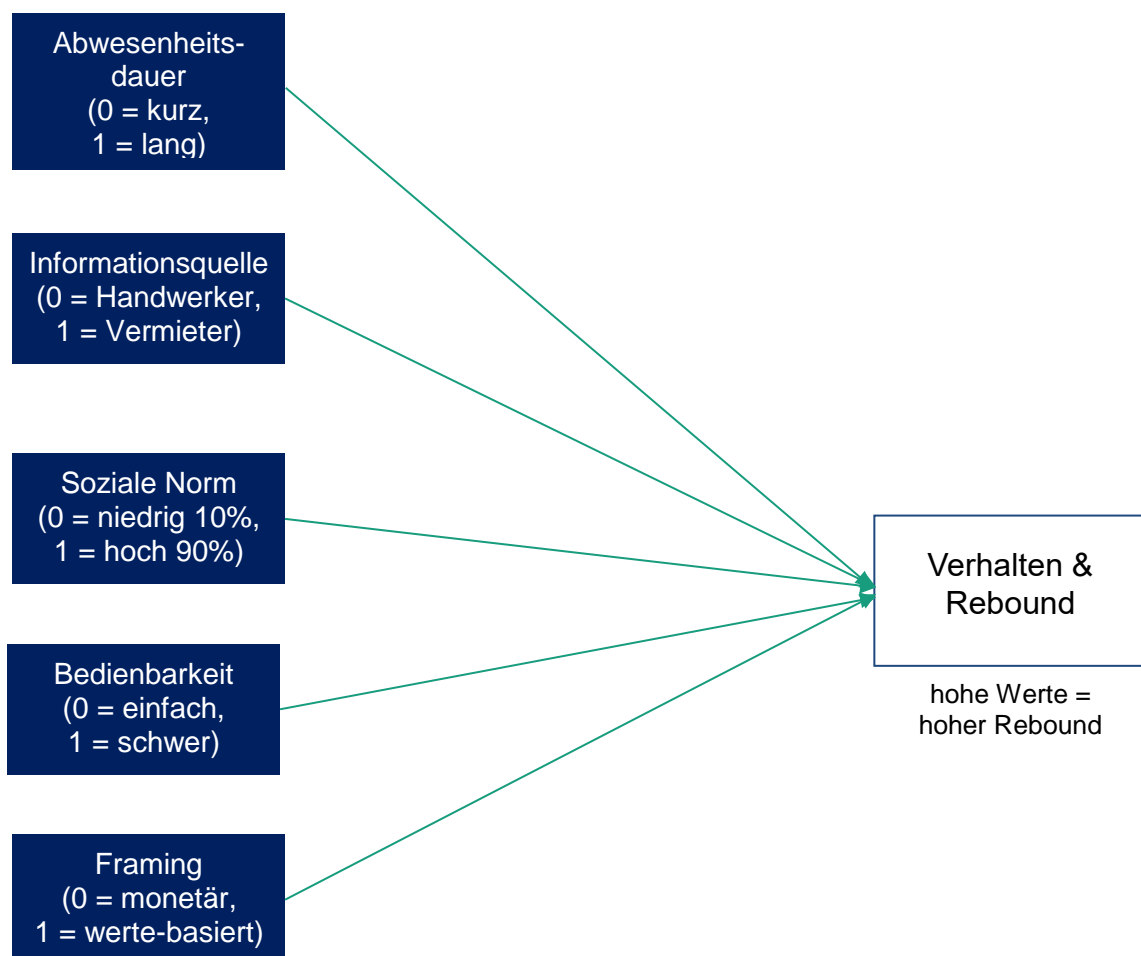 Abwesenheits-
dauer
(0 = kurz,
1 = lang)
Informationsquelle
(0 = Handwerker,
1 = Vermieter)
Soziale Norm
(0 = niedrig 10%,
1 = hoch 90%)
Bedienbarkeit
(0 = einfach,
1 = schwer)
Framing
(0 = monetär,
1 = werte-basiert)
Verhalten &
Rebound
hohe Werte =
hoher Rebound